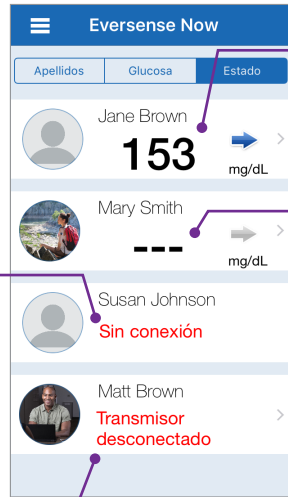 Eversense Now
Apellidos Glucosa Estado
Jane Brown
153
mg/dL
Mary Smith
---
mg/dL
Susan Johnson
Sin conexión
Matt Brown
Transmisor
desconectado